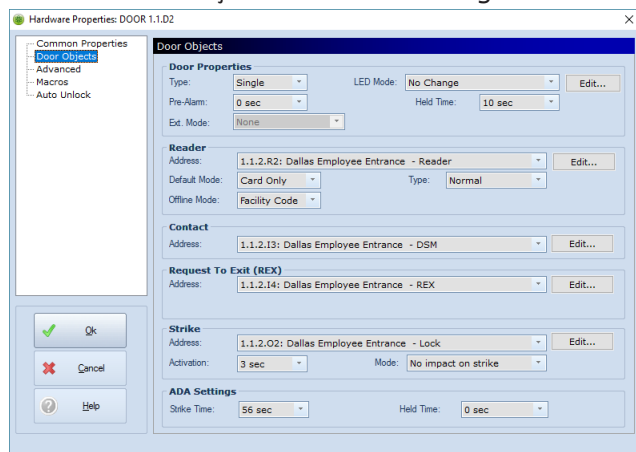 Hardware Properties: DOOR 1.1.D2
Common Properties
Door Objects
Advanced
Macros
Auto Unlock
Door Objects
Door Properties
Type: Single LED Mode: No Change Edit...
Pre-Alarm: 0 sec Held Time: 10 sec
Ext. Mode: None
Reader
Address: 1.1.2.R2: Dallas Employee Entrance - Reader Edit...
Default Mode: Card Only Type: Normal
Offline Mode: Facility Code
Contact
Address: 1.1.2.I3: Dallas Employee Entrance - DSM Edit...
Request To Exit (REX)
Address: 1.1.2.I4: Dallas Employee Entrance - REX Edit...
Strike
Address: 1.1.2.O2: Dallas Employee Entrance - Lock Edit...
Activation: 3 sec Mode: No impact on strike
ADA Settings
Strike Time: 56 sec Held Time: 0 sec
Ok
Cancel
Help